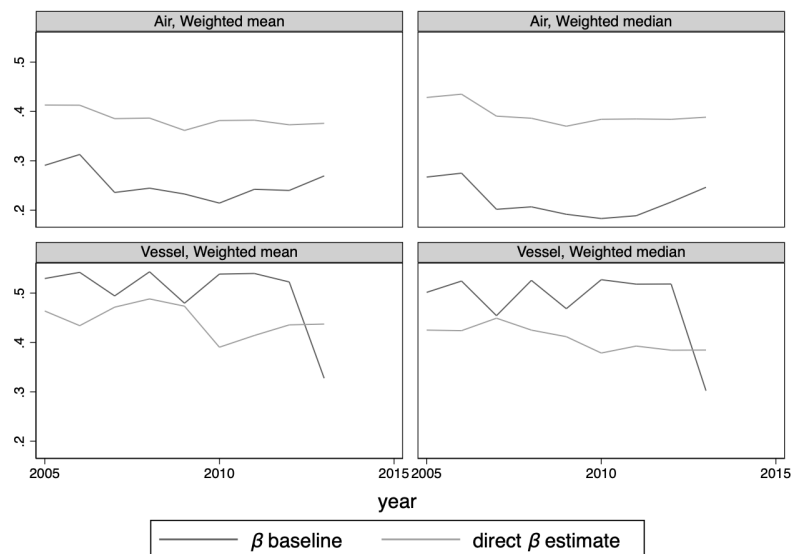 Air, Weighted mean
Air, Weighted median
.5
.4
.3
.2
Vessel, Weighted mean
Vessel, Weighted median
.5
.4
.3
.2
2005 2010 2015 2005 2010 2015
year
β baseline direct β estimate